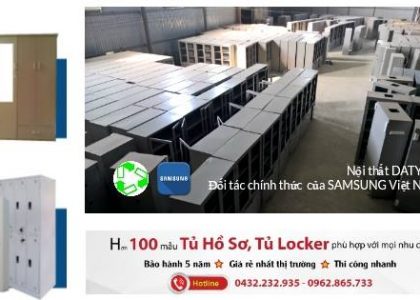 Nội thất DATY
SAMSUNG
Đối tác chính thức của SAMSUNG Việt N
Hơn 100 mẫu Tủ Hồ Sơ, Tủ Locker phù hợp với mọi nhu c
Bảo hành 5 năm ★ Giá rẻ nhất thị trường ★ Thi công nhanh
Hotline 0432.232.935 - 0962.865.733